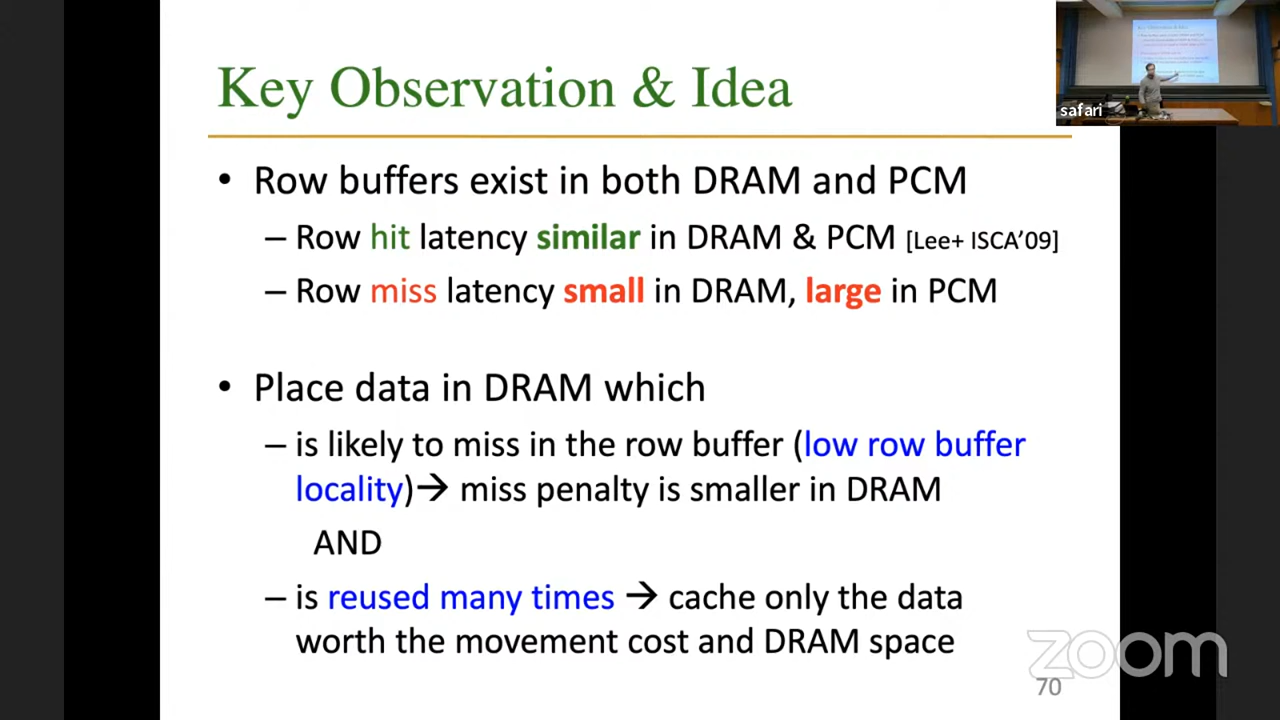 Key Observation & Idea
safari
• Row buffers exist in both DRAM and PCM
– Row hit latency similar in DRAM & PCM [Lee+ ISCA’09]
– Row miss latency small in DRAM, large in PCM
• Place data in DRAM which
– is likely to miss in the row buffer (low row buffer
locality)→ miss penalty is smaller in DRAM
AND
– is reused many times → cache only the data
worth the movement cost and DRAM space
zoom
70